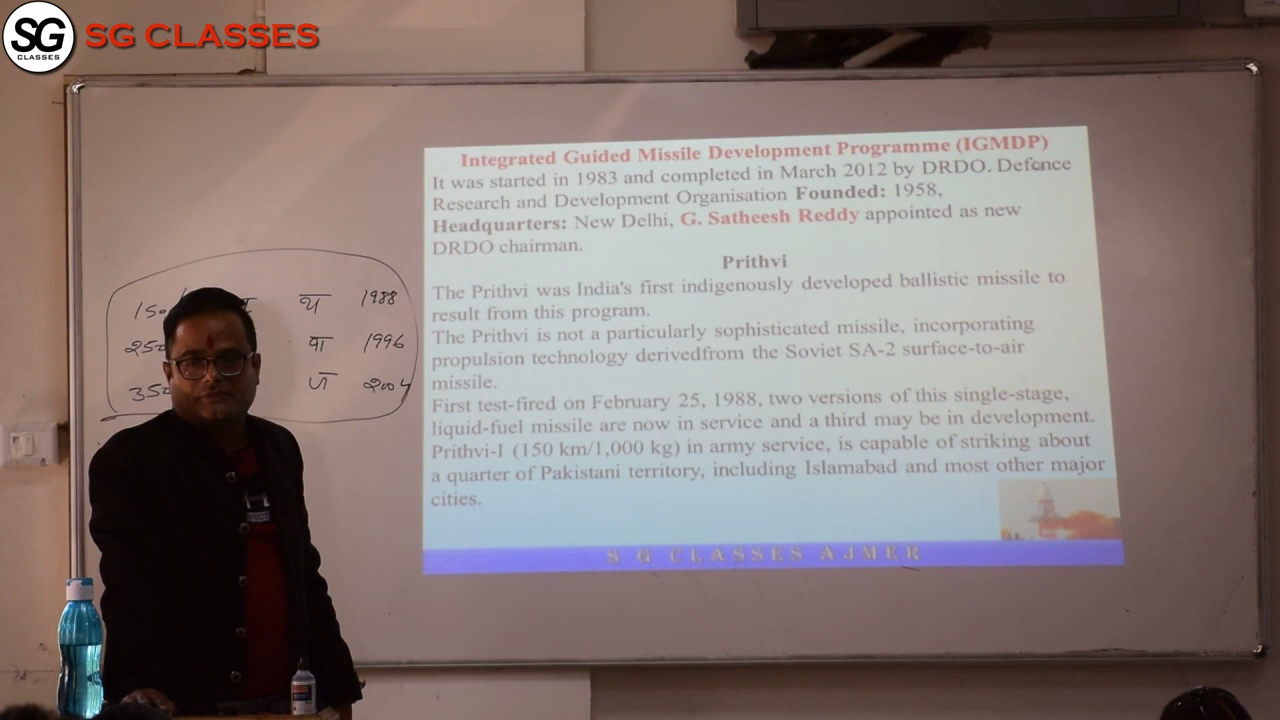 SG CLASSES
SG CLASSES
Integrated Guided Missile Development Programme (IGMDP)
It was started in 1983 and completed in March 2012 by DRDO. Defence
Research and Development Organisation Founded: 1958,
Headquarters: New Delhi, G. Satheesh Reddy appointed as new
DRDO chairman.
Prithvi
The Prithvi was India's first indigenously developed ballistic missile to
result from this program.
The Prithvi is not a particularly sophisticated missile, incorporating
propulsion technology derivedfrom the Soviet SA-2 surface-to-air
missile.
First test-fired on February 25, 1988, two versions of this single-stage,
liquid-fuel missile are now in service and a third may be in development.
Prithvi-I (150 km/1,000 kg) in army service, is capable of striking about
a quarter of Pakistani territory, including Islamabad and most other major
cities.
S G CLASSES AJMER
थ 1988
वा 1996
ज 2004